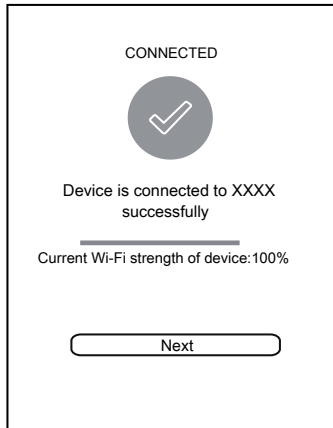 CONNECTED
Device is connected to XXXX
successfully
Current Wi-Fi strength of device:100%
Next